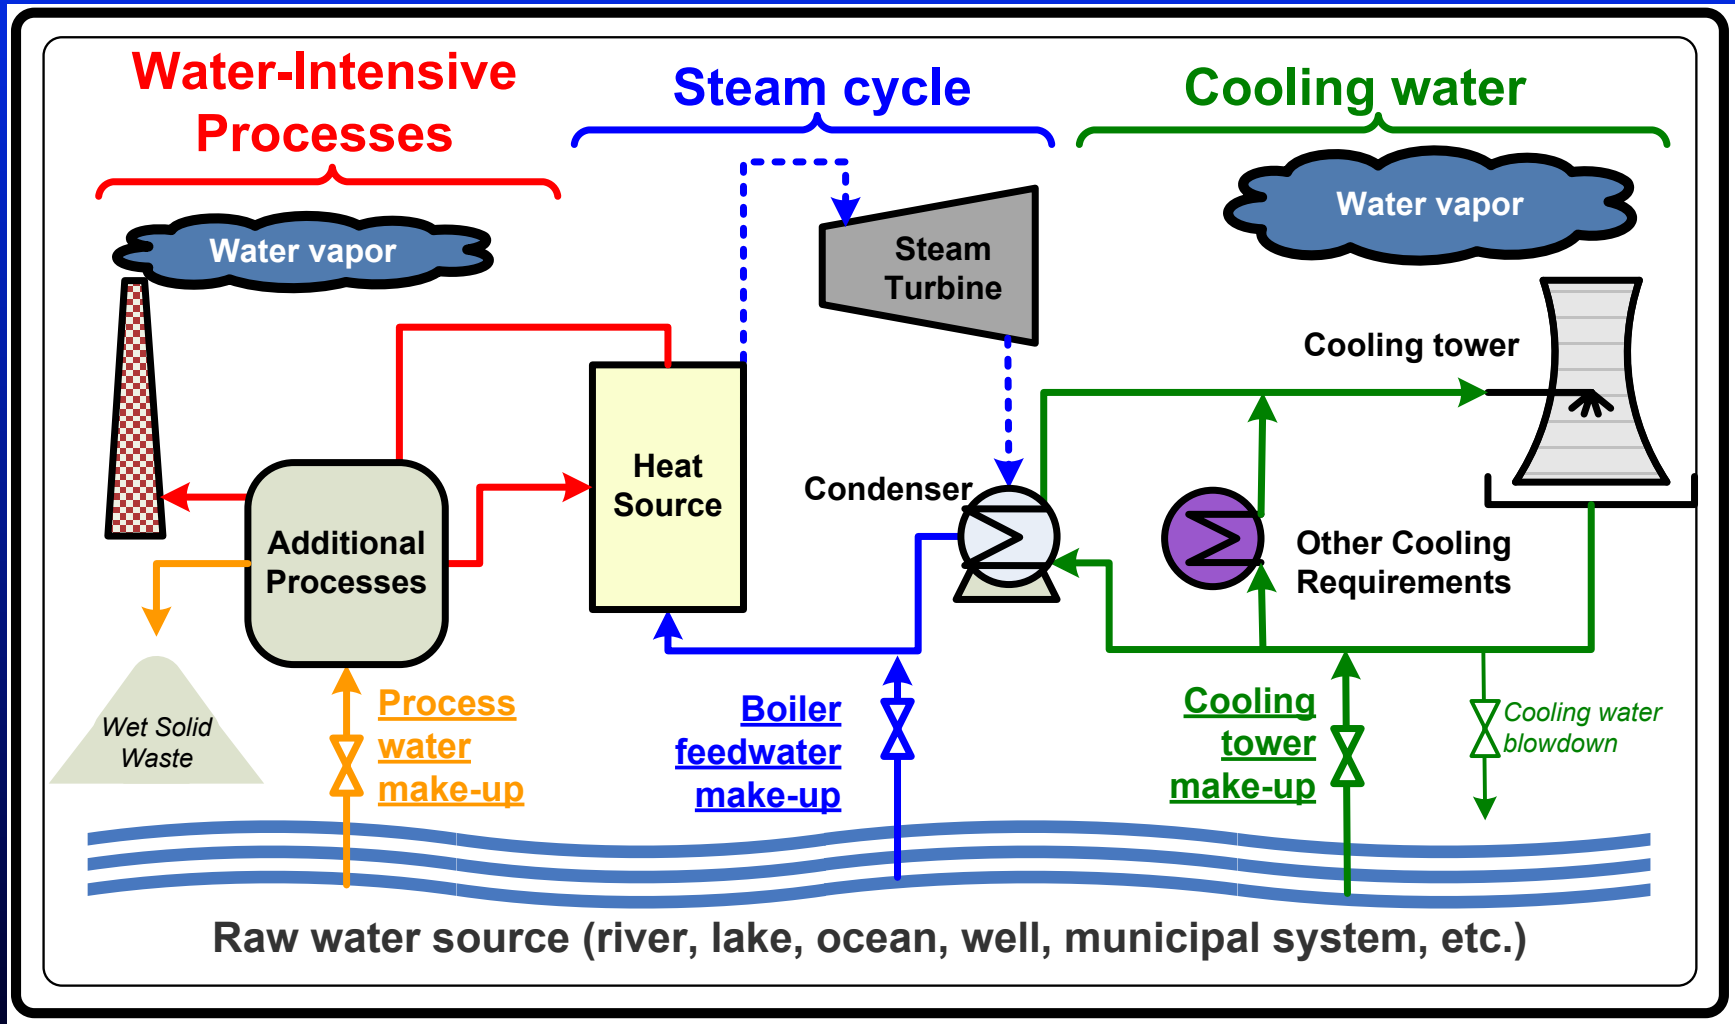 Water-Intensive
Processes
Steam cycle
Cooling water
Water vapor
Water vapor
Steam
Turbine
Cooling tower
Heat
Source
Condenser
Additional
Processes
Other Cooling
Requirements
Wet Solid
Waste
Process
water
make-up
Boiler
feedwater
make-up
Cooling
tower
make-up
Cooling water
blowdown
Raw water source (river, lake, ocean, well, municipal system, etc.)